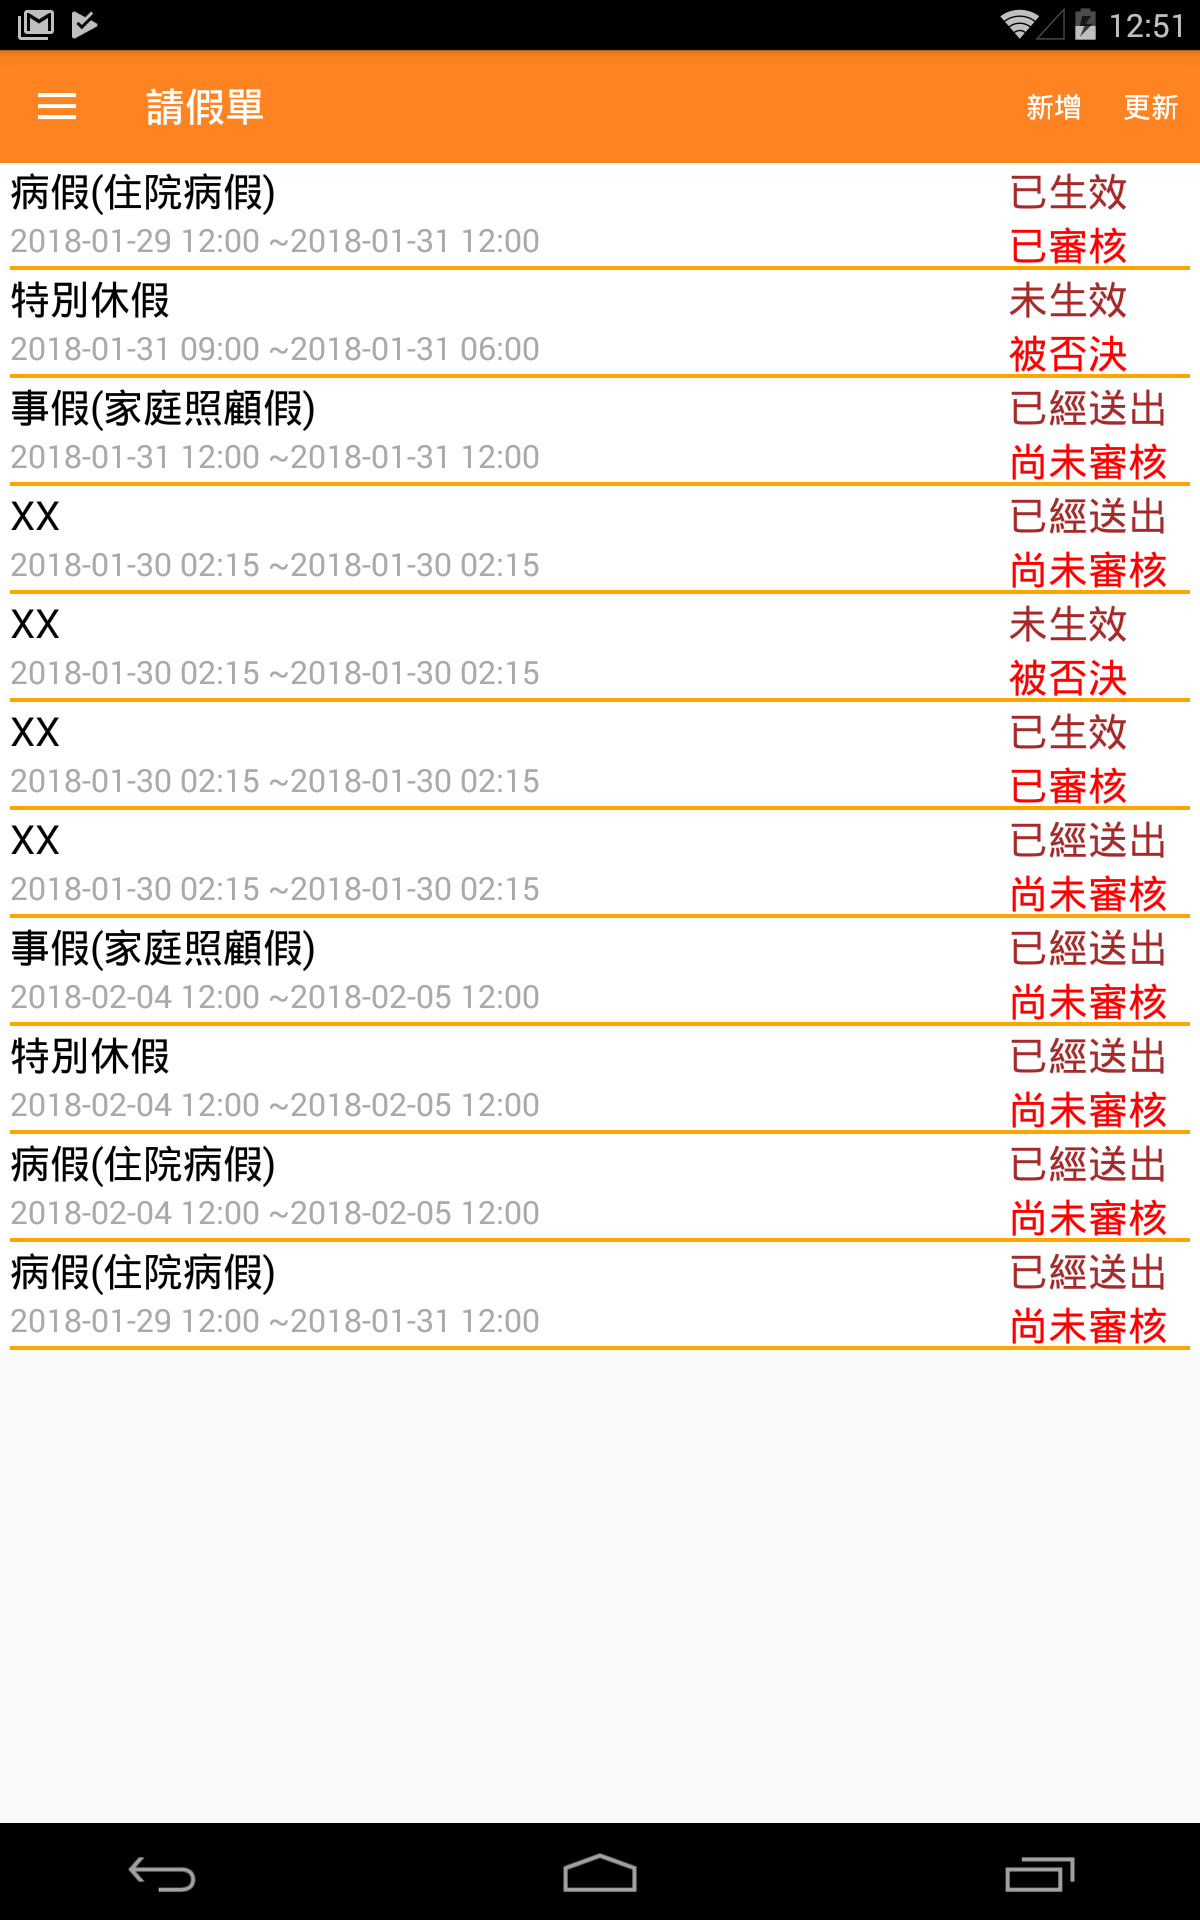 12:51
請假單 新增 更新
病假(住院病假) 已生效
2018-01-29 12:00 ~2018-01-31 12:00 已審核
特別休假 未生效
2018-01-31 09:00 ~2018-01-31 06:00 被否決
事假(家庭照顧假) 已經送出
2018-01-31 12:00 ~2018-01-31 12:00 尚未審核
XX 已經送出
2018-01-30 02:15 ~2018-01-30 02:15 尚未審核
XX 未生效
2018-01-30 02:15 ~2018-01-30 02:15 被否決
XX 已生效
2018-01-30 02:15 ~2018-01-30 02:15 已審核
XX 已經送出
2018-01-30 02:15 ~2018-01-30 02:15 尚未審核
事假(家庭照顧假) 已經送出
2018-02-04 12:00 ~2018-02-05 12:00 尚未審核
特別休假 已經送出
2018-02-04 12:00 ~2018-02-05 12:00 尚未審核
病假(住院病假) 已經送出
2018-02-04 12:00 ~2018-02-05 12:00 尚未審核
病假(住院病假) 已經送出
2018-01-29 12:00 ~2018-01-31 12:00 尚未審核